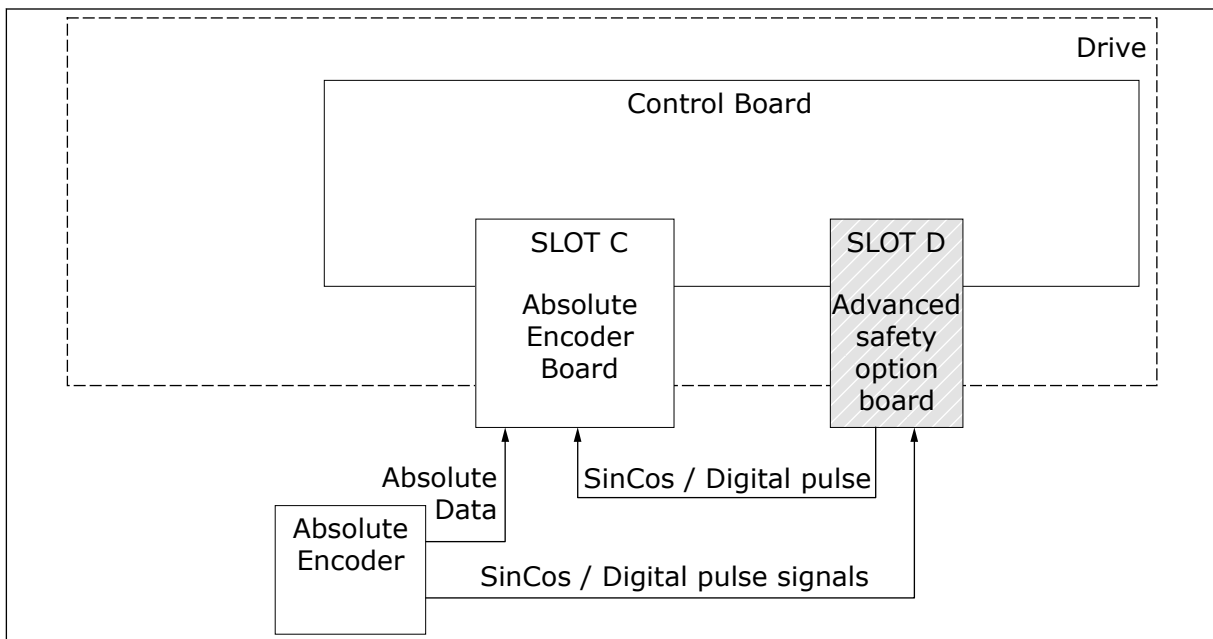 Drive
Control Board
SLOT C
Absolute
Encoder
Board
SLOT D
Advanced
safety
option
board
Absolute
Data
SinCos / Digital pulse
Absolute
Encoder
SinCos / Digital pulse signals